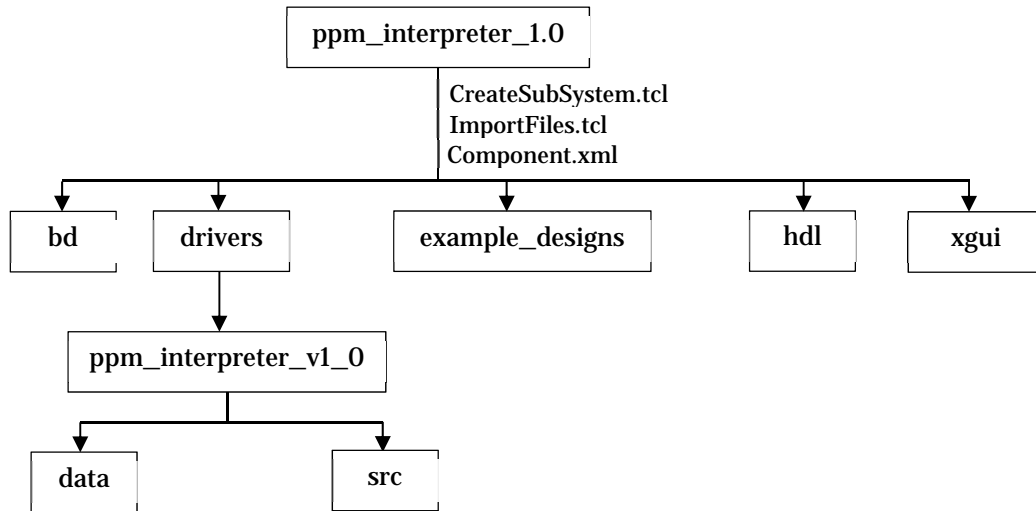 ppm_interpreter_1.0
CreateSubSystem.tcl
ImportFiles.tcl
Component.xml
bd
drivers
example_designs
hdl
xgui
ppm_interpreter_v1_0
data
src